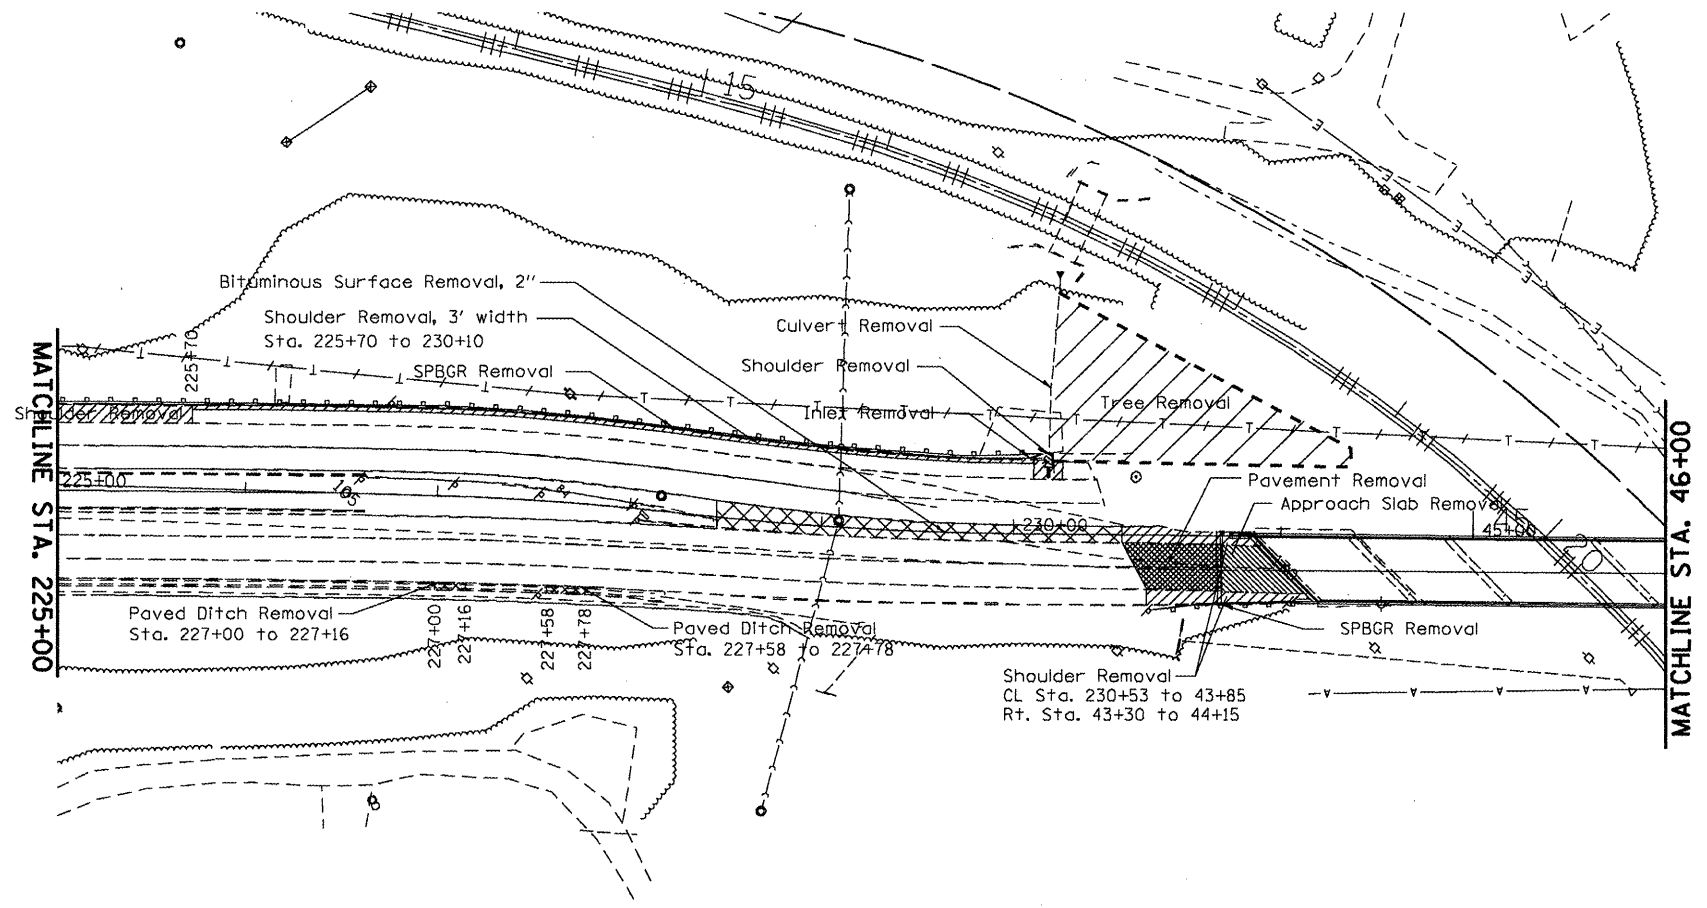 15
Bituminous Surface Removal, 2"
Shoulder Removal, 3' width
Sta. 225+70 to 230+10
SPBGR Removal
Culvert Removal
Shoulder Removal
Inlet Removal
Tree Removal
225+70
Shoulder Removal
MATCHLINE STA. 225+00
MATCHLINE STA. 46+00
225+00
105
Pavement Removal
Approach Slab Removal
230+00
45+00
20
Paved Ditch Removal
Sta. 227+00 to 227+16
227+00
227+16
227+58
227+78
Paved Ditch Removal
Sta. 227+58 to 227+78
SPBGR Removal
Shoulder Removal
CL Sta. 230+53 to 43+85
Rt. Sta. 43+30 to 44+15